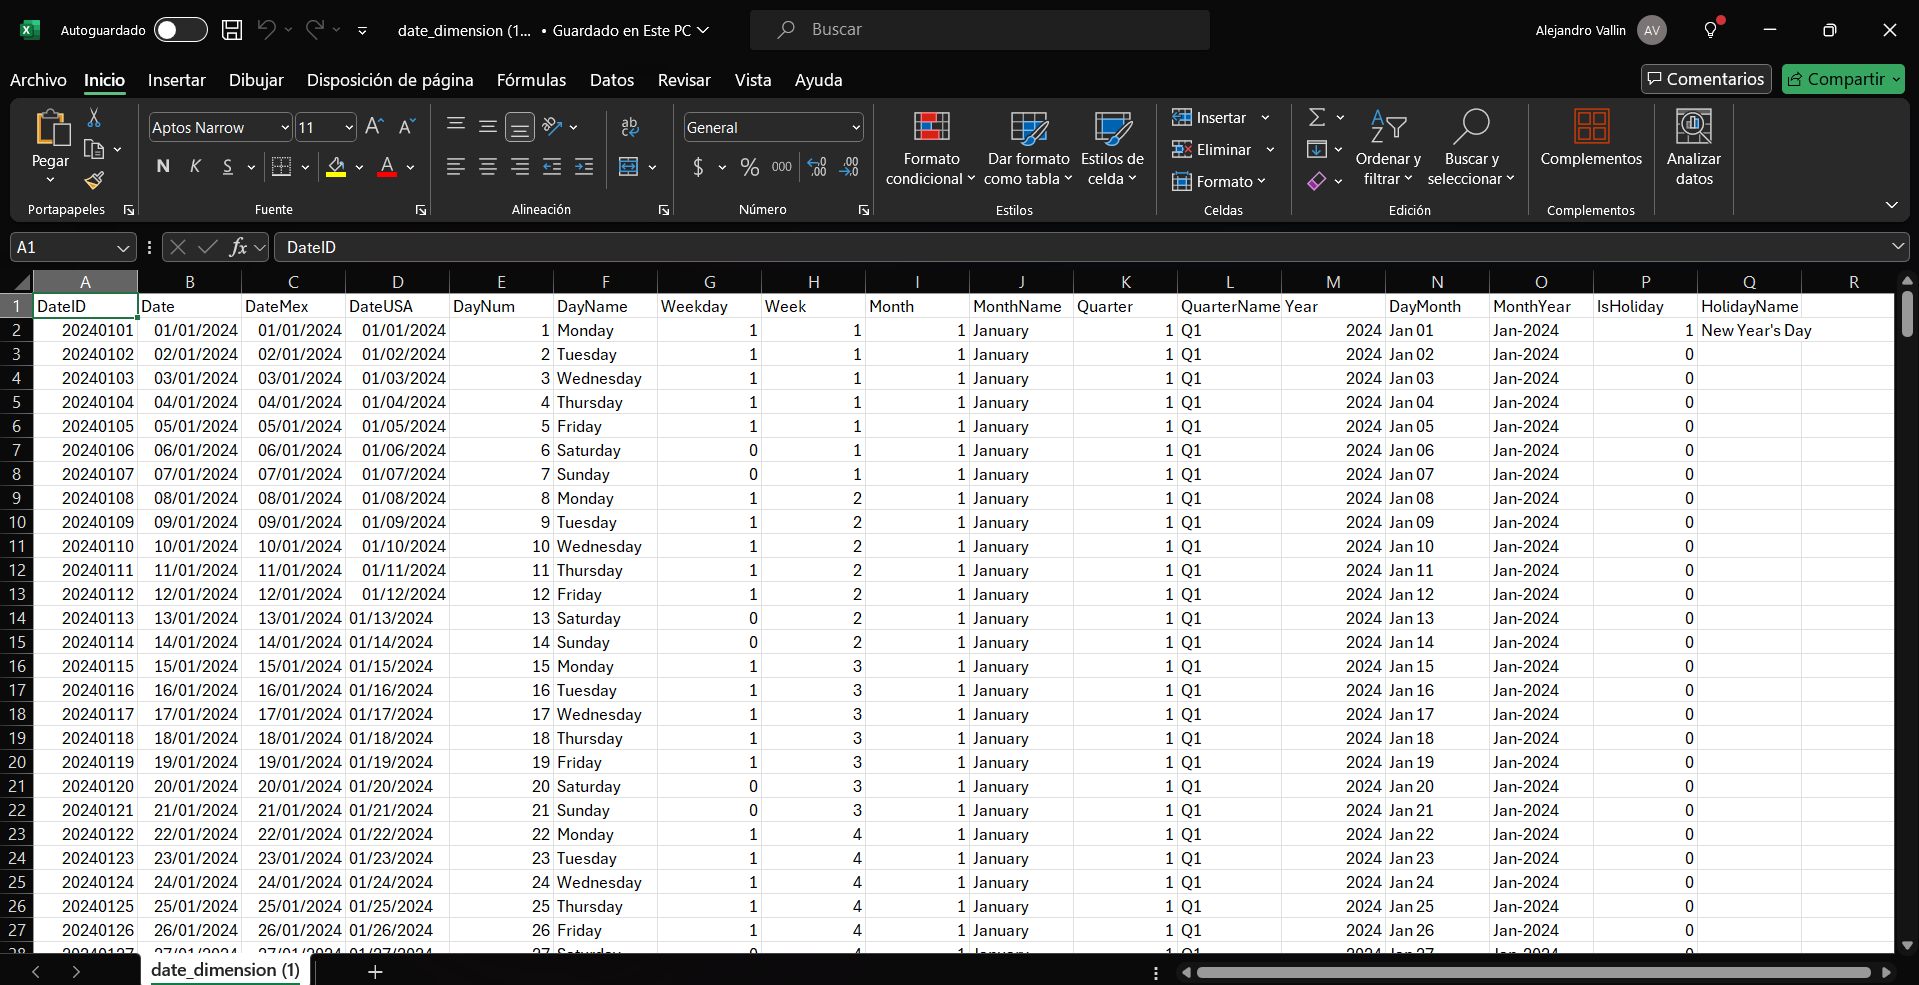 Autoguardado date_dimension (1... • Guardado en Este PC Buscar Alejandro Vallin AV
Archivo Inicio Insertar Dibujar Disposición de página Fórmulas Datos Revisar Vista Ayuda Comentarios Compartir
Pegar
Portapapeles
Aptos Narrow 11
N K S
Fuente
ab
Alineación
General
$ % 000
Número
Formato condicional
Dar formato como tabla
Estilos de celda
Estilos
Insertar
Eliminar
Formato
Celdas
Ordenar y filtrar
Buscar y seleccionar
Edición
Complementos
Complementos
Analizar datos
A1 fx DateID
A B C D E F G H I J K L M N O P Q R
1 DateID Date DateMex DateUSA DayNum DayName Weekday Week Month MonthName Quarter QuarterName Year DayMonth MonthYear IsHoliday HolidayName
2 20240101 01/01/2024 01/01/2024 01/01/2024 1 Monday 1 1 1 January 1 Q1 2024 Jan 01 Jan-2024 1 New Year's Day
3 20240102 02/01/2024 02/01/2024 01/02/2024 2 Tuesday 1 1 1 January 1 Q1 2024 Jan 02 Jan-2024 0
4 20240103 03/01/2024 03/01/2024 01/03/2024 3 Wednesday 1 1 1 January 1 Q1 2024 Jan 03 Jan-2024 0
5 20240104 04/01/2024 04/01/2024 01/04/2024 4 Thursday 1 1 1 January 1 Q1 2024 Jan 04 Jan-2024 0
6 20240105 05/01/2024 05/01/2024 01/05/2024 5 Friday 1 1 1 January 1 Q1 2024 Jan 05 Jan-2024 0
7 20240106 06/01/2024 06/01/2024 01/06/2024 6 Saturday 0 1 1 January 1 Q1 2024 Jan 06 Jan-2024 0
8 20240107 07/01/2024 07/01/2024 01/07/2024 7 Sunday 0 1 1 January 1 Q1 2024 Jan 07 Jan-2024 0
9 20240108 08/01/2024 08/01/2024 01/08/2024 8 Monday 1 2 1 January 1 Q1 2024 Jan 08 Jan-2024 0
10 20240109 09/01/2024 09/01/2024 01/09/2024 9 Tuesday 1 2 1 January 1 Q1 2024 Jan 09 Jan-2024 0
11 20240110 10/01/2024 10/01/2024 01/10/2024 10 Wednesday 1 2 1 January 1 Q1 2024 Jan 10 Jan-2024 0
12 20240111 11/01/2024 11/01/2024 01/11/2024 11 Thursday 1 2 1 January 1 Q1 2024 Jan 11 Jan-2024 0
13 20240112 12/01/2024 12/01/2024 01/12/2024 12 Friday 1 2 1 January 1 Q1 2024 Jan 12 Jan-2024 0
14 20240113 13/01/2024 13/01/2024 01/13/2024 13 Saturday 0 2 1 January 1 Q1 2024 Jan 13 Jan-2024 0
15 20240114 14/01/2024 14/01/2024 01/14/2024 14 Sunday 0 2 1 January 1 Q1 2024 Jan 14 Jan-2024 0
16 20240115 15/01/2024 15/01/2024 01/15/2024 15 Monday 1 3 1 January 1 Q1 2024 Jan 15 Jan-2024 0
17 20240116 16/01/2024 16/01/2024 01/16/2024 16 Tuesday 1 3 1 January 1 Q1 2024 Jan 16 Jan-2024 0
18 20240117 17/01/2024 17/01/2024 01/17/2024 17 Wednesday 1 3 1 January 1 Q1 2024 Jan 17 Jan-2024 0
19 20240118 18/01/2024 18/01/2024 01/18/2024 18 Thursday 1 3 1 January 1 Q1 2024 Jan 18 Jan-2024 0
20 20240119 19/01/2024 19/01/2024 01/19/2024 19 Friday 1 3 1 January 1 Q1 2024 Jan 19 Jan-2024 0
21 20240120 20/01/2024 20/01/2024 01/20/2024 20 Saturday 0 3 1 January 1 Q1 2024 Jan 20 Jan-2024 0
22 20240121 21/01/2024 21/01/2024 01/21/2024 21 Sunday 0 3 1 January 1 Q1 2024 Jan 21 Jan-2024 0
23 20240122 22/01/2024 22/01/2024 01/22/2024 22 Monday 1 4 1 January 1 Q1 2024 Jan 22 Jan-2024 0
24 20240123 23/01/2024 23/01/2024 01/23/2024 23 Tuesday 1 4 1 January 1 Q1 2024 Jan 23 Jan-2024 0
25 20240124 24/01/2024 24/01/2024 01/24/2024 24 Wednesday 1 4 1 January 1 Q1 2024 Jan 24 Jan-2024 0
26 20240125 25/01/2024 25/01/2024 01/25/2024 25 Thursday 1 4 1 January 1 Q1 2024 Jan 25 Jan-2024 0
27 20240126 26/01/2024 26/01/2024 01/26/2024 26 Friday 1 4 1 January 1 Q1 2024 Jan 26 Jan-2024 0
date_dimension (1)